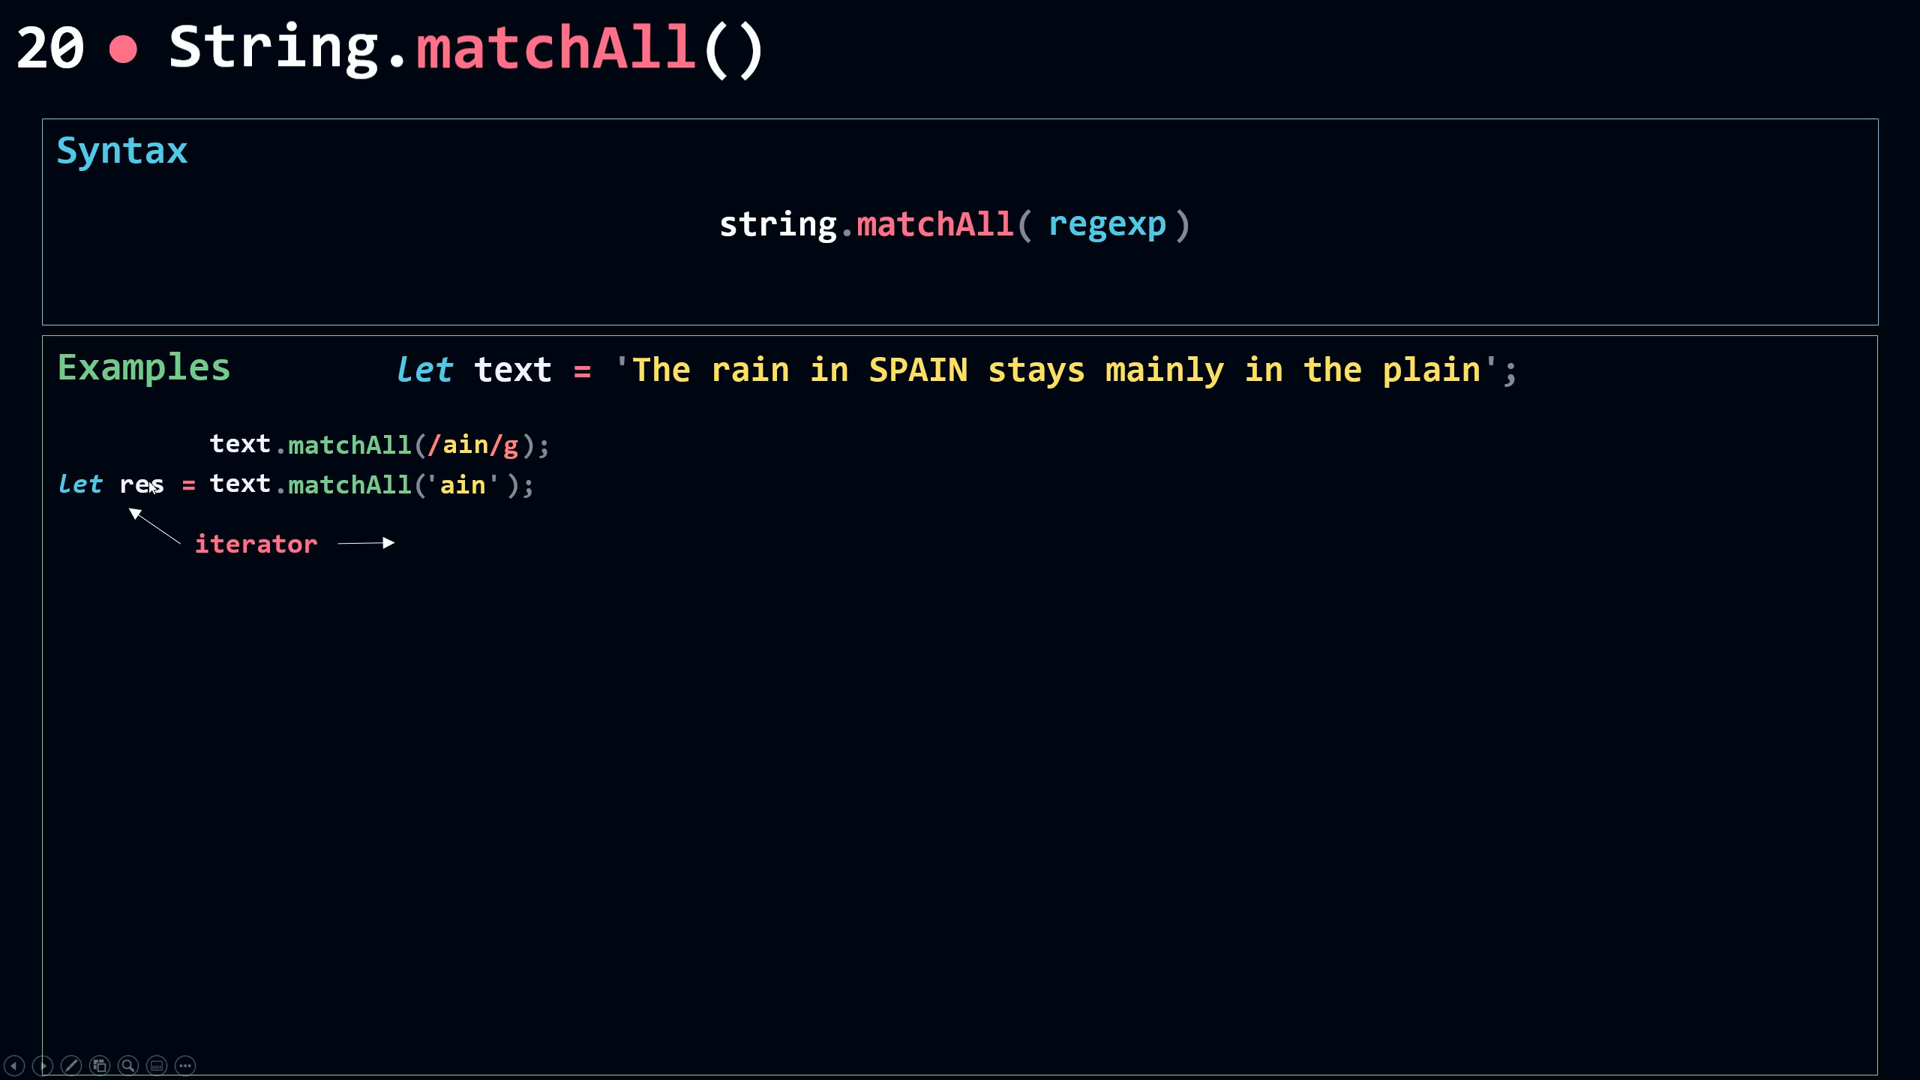 20 • String.matchAll()
Syntax
string.matchAll( regexp )
Examples
let text = 'The rain in SPAIN stays mainly in the plain';
text.matchAll(/ain/g);
let res = text.matchAll('ain');
iterator